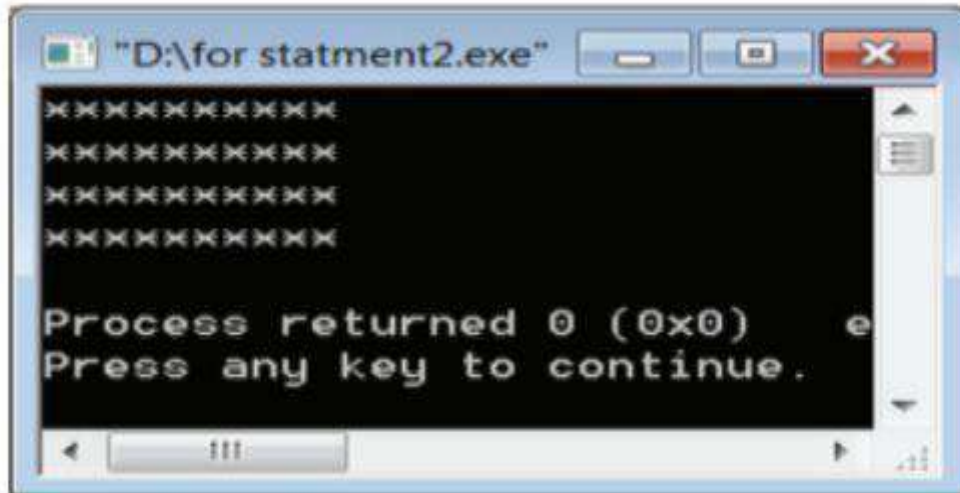 "D:\for statment2.exe"
**********
**********
**********
**********
Process returned 0 (0x0)   e
Press any key to continue.